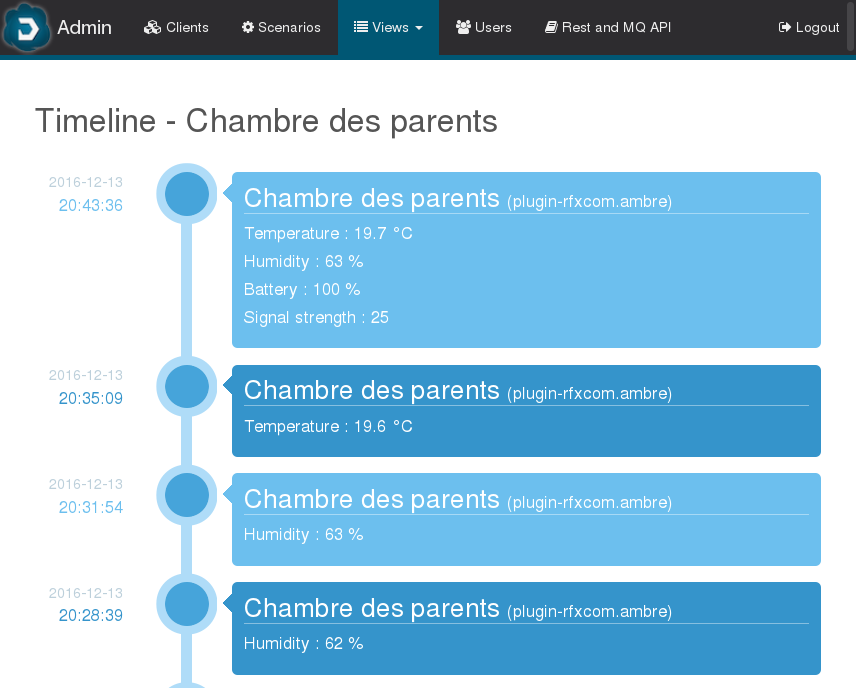 Admin Clients Scenarios Views Users Rest and MQ API Logout
Timeline - Chambre des parents
2016-12-13
20:43:36
Chambre des parents (plugin-rfxcom.ambre)
Temperature : 19.7 °C
Humidity : 63 %
Battery : 100 %
Signal strength : 25
2016-12-13
20:35:09
Chambre des parents (plugin-rfxcom.ambre)
Temperature : 19.6 °C
2016-12-13
20:31:54
Chambre des parents (plugin-rfxcom.ambre)
Humidity : 63 %
2016-12-13
20:28:39
Chambre des parents (plugin-rfxcom.ambre)
Humidity : 62 %